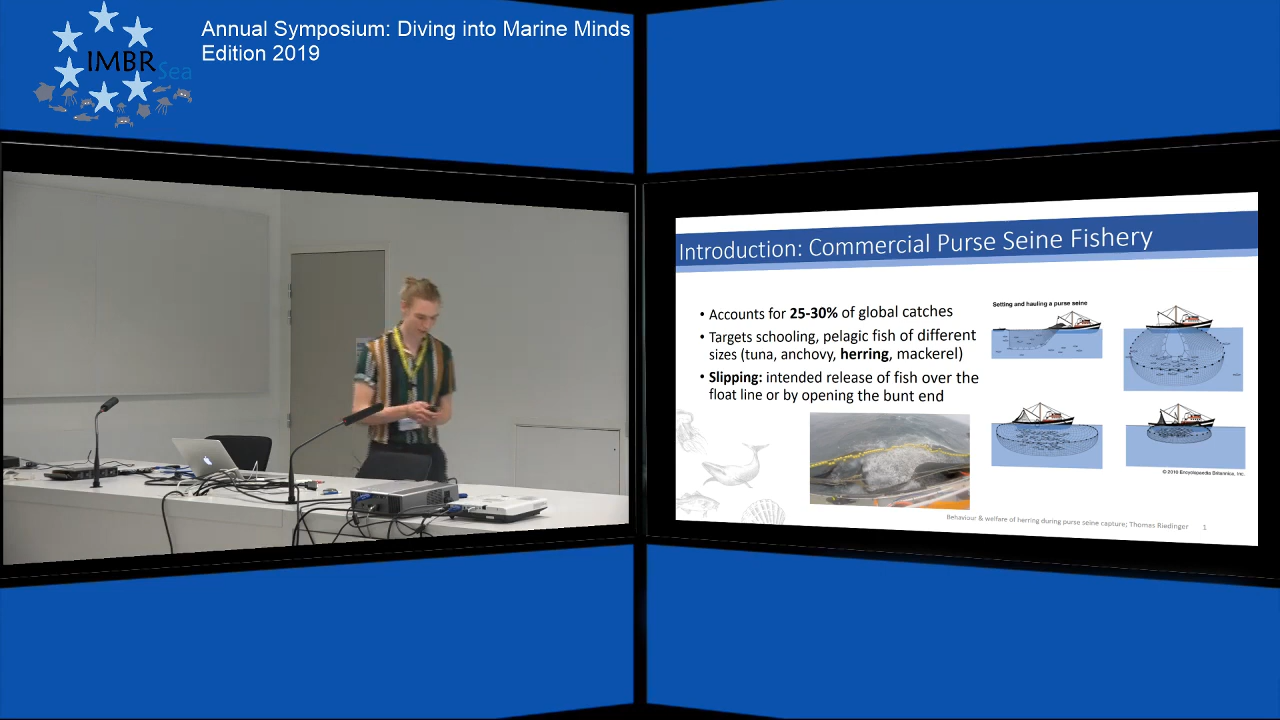 Annual Symposium: Diving into Marine Minds
Edition 2019
IMBRSea
Introduction: Commercial Purse Seine Fishery
• Accounts for 25-30% of global catches
• Targets schooling, pelagic fish of different
sizes (tuna, anchovy, herring, mackerel)
• Slipping: intended release of fish over the
float line or by opening the bunt end
Setting and hauling a purse seine
© 2010 Encyclopædia Britannica, Inc.
Behaviour & welfare of herring during purse seine capture; Thomas Riedinger 1